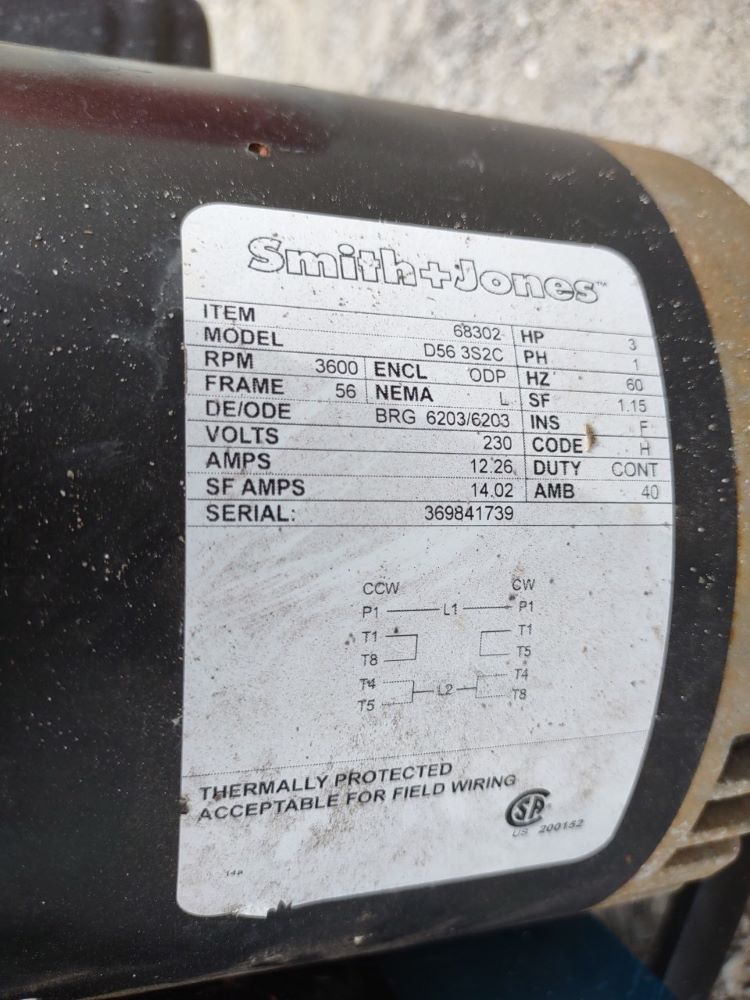 Smith+Jones™
ITEM 68302 HP 3
MODEL D56 3S2C PH 1
RPM 3600 ENCL ODP HZ 60
FRAME 56 NEMA L SF 1.15
DE/ODE BRG 6203/6203 INS F
VOLTS 230 CODE H
AMPS 12.26 DUTY CONT
SF AMPS 14.02 AMB 40
SERIAL: 369841739
CCW CW
P1 L1 P1
T1 T1
T8 T5
T4 L2 T4
T5 T8
THERMALLY PROTECTED
ACCEPTABLE FOR FIELD WIRING
SA®
US 200152